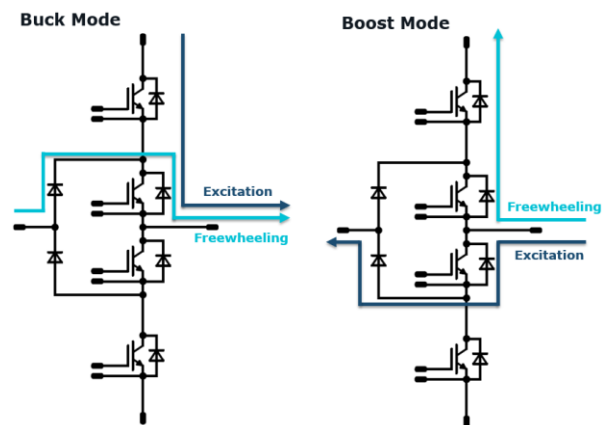 Buck Mode
Boost Mode
Excitation
Freewheeling
Freewheeling
Excitation